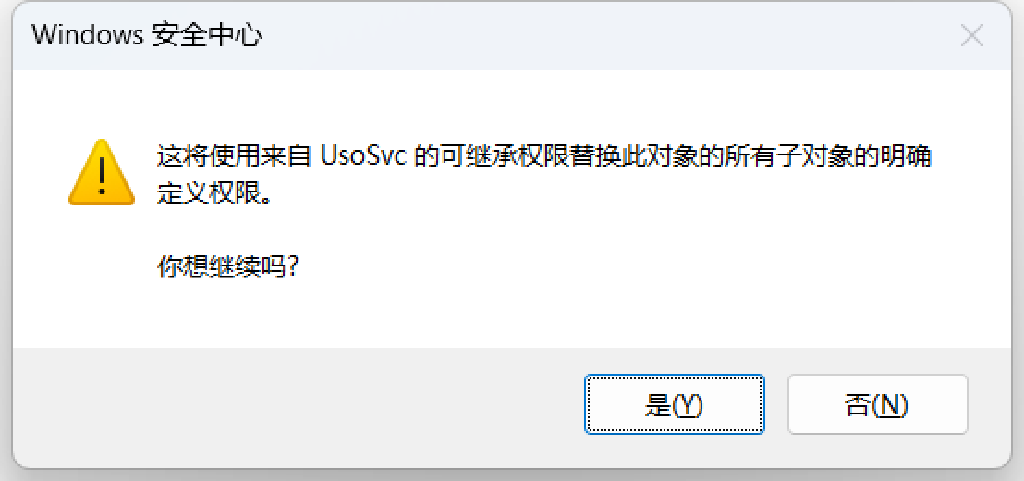 Windows 安全中心
这将使用来自 UsoSvc 的可继承权限替换此对象的所有子对象的明确
定义权限。
你想继续吗?
是(Y)
否(N)